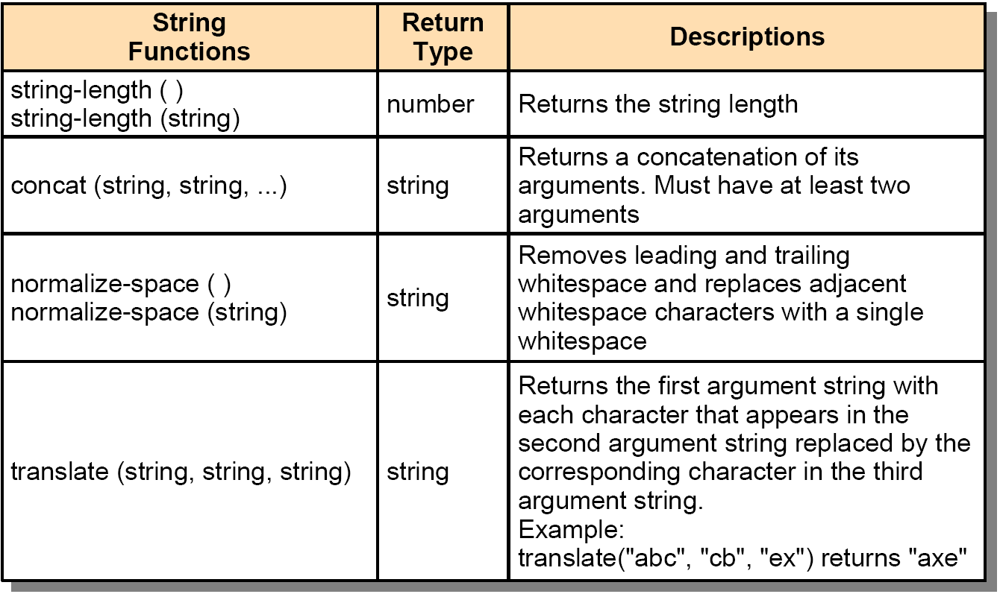 String
Functions
Return
Type
Descriptions
string-length ( )
string-length (string)
number
Returns the string length
concat (string, string, ...)
string
Returns a concatenation of its
arguments. Must have at least two
arguments
normalize-space ( )
normalize-space (string)
string
Removes leading and trailing
whitespace and replaces adjacent
whitespace characters with a single
whitespace
translate (string, string, string)
string
Returns the first argument string with
each character that appears in the
second argument string replaced by the
corresponding character in the third
argument string.
Example:
translate("abc", "cb", "ex") returns "axe"